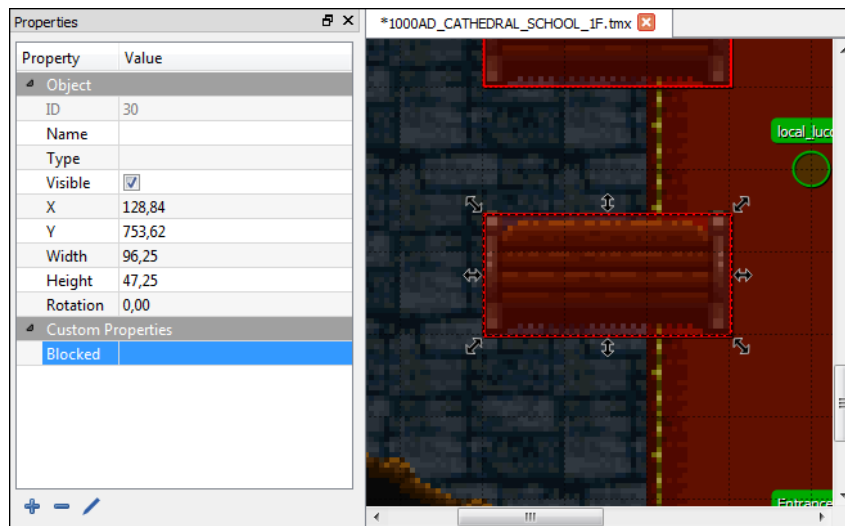 Properties
*1000AD_CATHEDRAL_SCHOOL_1F.tmx
Property Value
Object
ID 30
Name
Type
Visible
X 128,84
Y 753,62
Width 96,25
Height 47,25
Rotation 0,00
Custom Properties
Blocked
local_lucc
Entrance